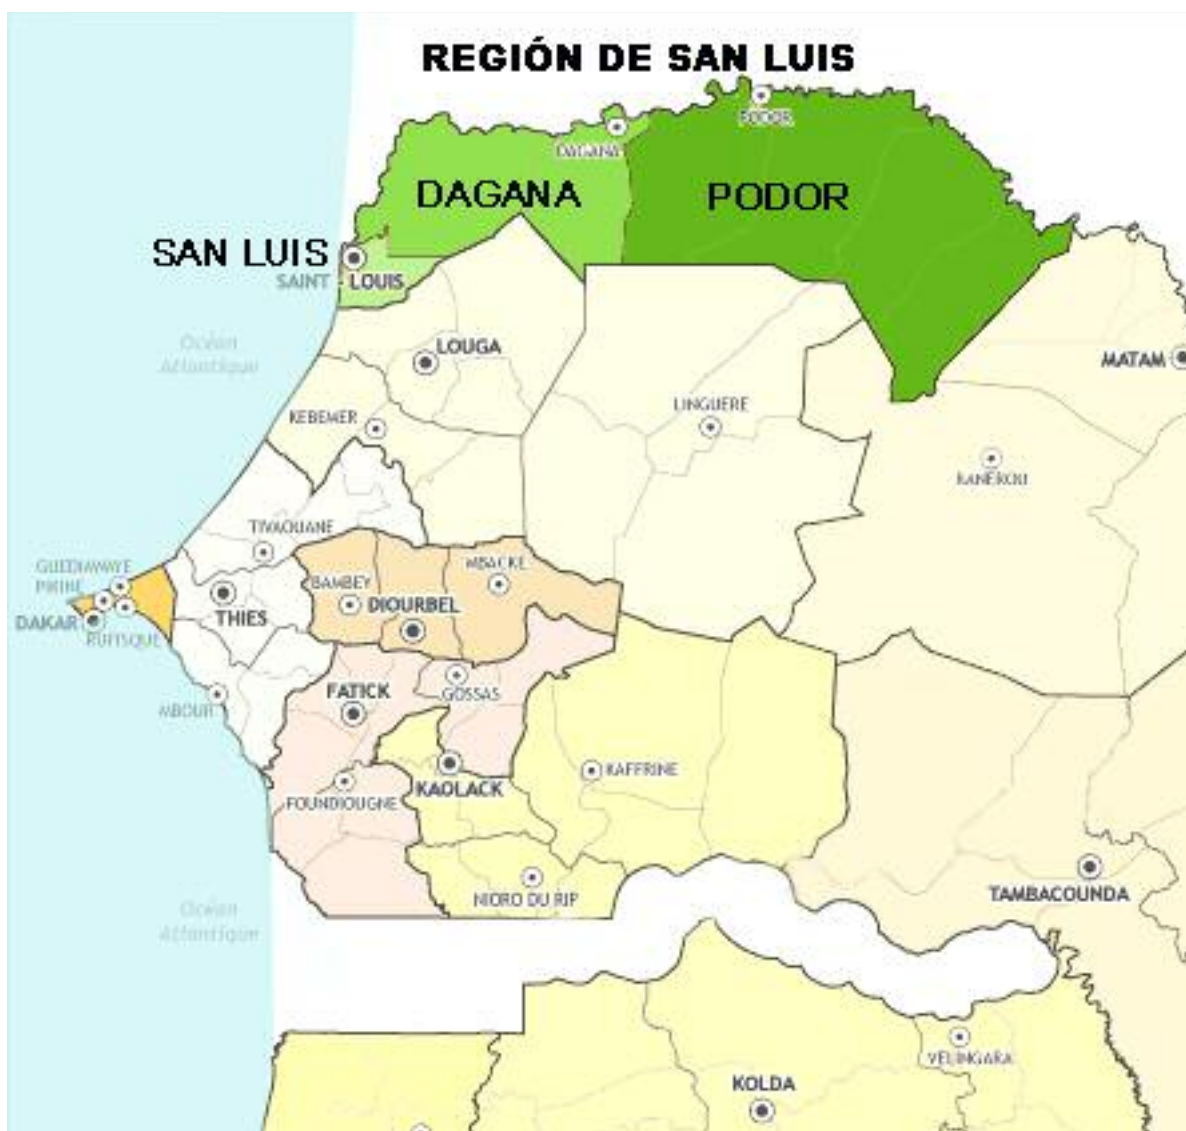 REGIÓN DE SAN LUIS
PODOR
DAGANA
DAGANA
PODOR
SAN LUIS
SAINT - LOUIS
Océan
Atlantique
LOUGA
MATAM
LINGUERE
KEBEMER
RANEROU
TIVAOUANE
GUEDIAWAYE
PIKINE
MBACKE
BAMBEY
DIOURBEL
THIES
DAKAR
RUFISQUE
FATICK
GOSSAS
MBOUR
KAFFRINE
KAOLACK
FOUNDIOUGNE
NIORO DU RIP
TAMBACOUNDA
Océan
Atlantique
VELINGARA
KOLDA